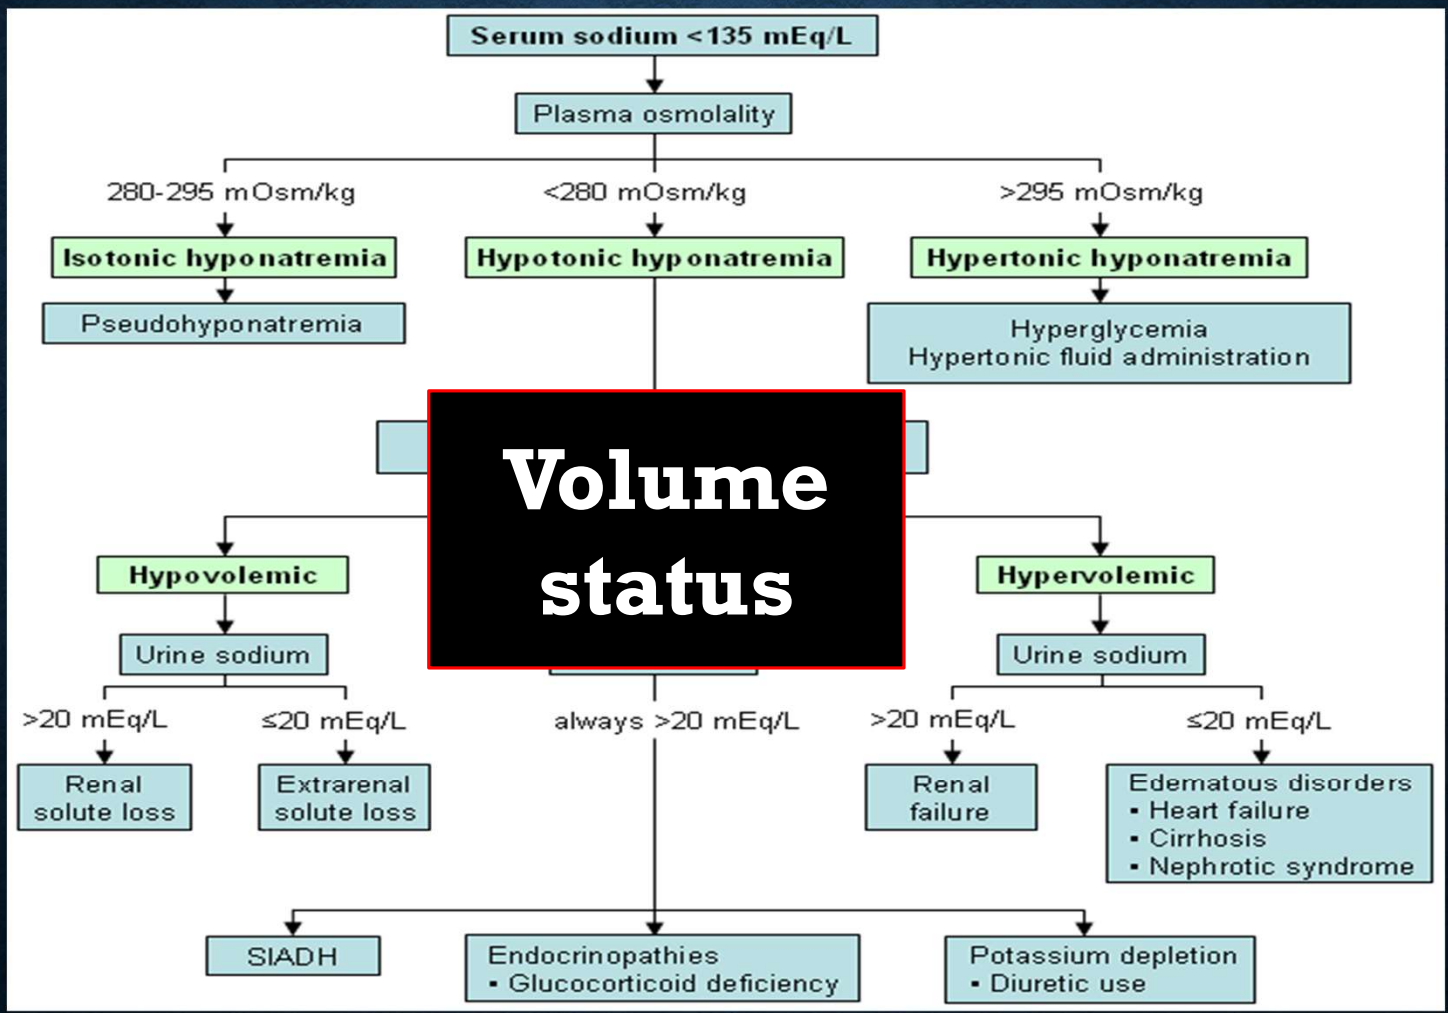 Serum sodium <135 mEq/L
Plasma osmolality
280-295 mOsm/kg
<280 mOsm/kg
>295 mOsm/kg
Isotonic hyponatremia
Hypotonic hyponatremia
Hypertonic hyponatremia
Pseudohyponatremia
Hyperglycemia
Hypertonic fluid administration
Volume
status
Hypovolemic
Hypervolemic
Urine sodium
Urine sodium
>20 mEq/L
≤20 mEq/L
always >20 mEq/L
>20 mEq/L
≤20 mEq/L
Renal
solute loss
Extrarenal
solute loss
Renal
failure
Edematous disorders
▪ Heart failure
▪ Cirrhosis
▪ Nephrotic syndrome
SIADH
Endocrinopathies
▪ Glucocorticoid deficiency
Potassium depletion
▪ Diuretic use